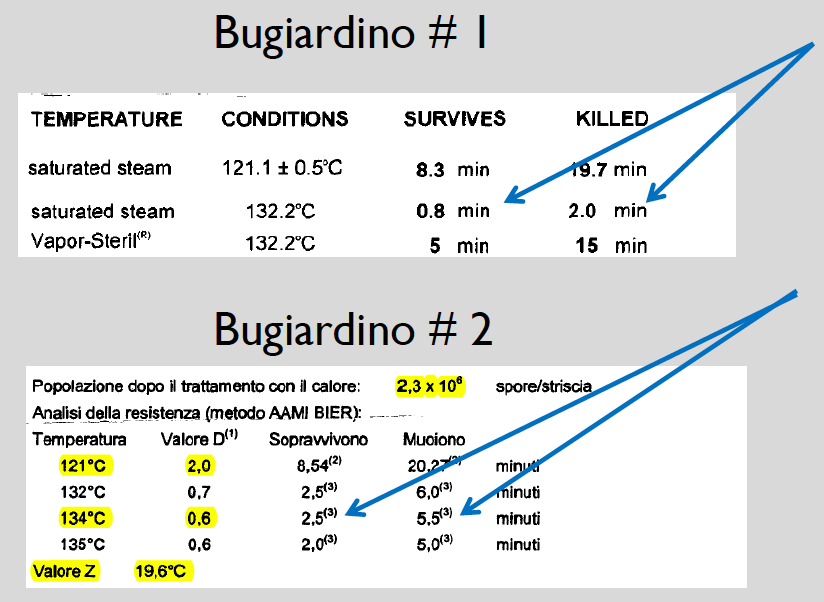 Bugiardino # 1
TEMPERATURE CONDITIONS SURVIVES KILLED
saturated steam 121.1 ± 0.5°C 8.3 min 19.7 min
saturated steam 132.2°C 0.8 min 2.0 min
Vapor-Steril(R) 132.2°C 5 min 15 min
Bugiardino # 2
Popolazione dopo il trattamento con il calore: 2,3 x 10⁶ spore/striscia
Analisi della resistenza (metodo AAMI BIER):
Temperatura Valore D(1) Sopravvivono Muoiono
121°C 2,0 8,54(2) 20,27(2) minuti
132°C 0,7 2,5(3) 6,0(3) minuti
134°C 0,6 2,5(3) 5,5(3) minuti
135°C 0,6 2,0(3) 5,0(3) minuti
Valore Z 19,6°C